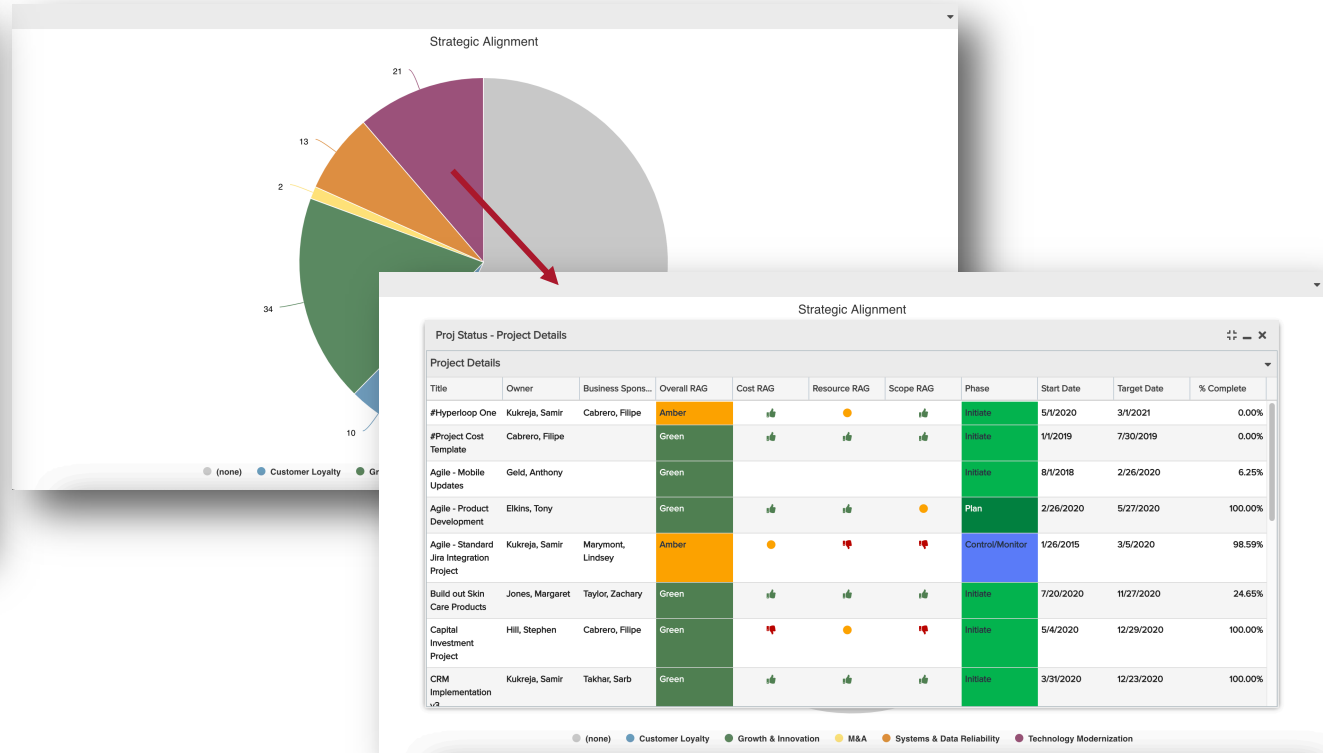 Strategic Alignment
21
13
2
34
10
(none) Customer Loyalty Gr
Strategic Alignment
Proj Status - Project Details
Project Details
Title Owner Business Spons... Overall RAG Cost RAG Resource RAG Scope RAG Phase Start Date Target Date % Complete
#Hyperloop One Kukreja, Samir Cabrero, Filipe Amber Initiate 5/1/2020 3/1/2021 0.00%
#Project Cost Cabrero, Filipe Green Initiate 1/1/2019 7/30/2019 0.00%
Template
Agile - Mobile Geld, Anthony Green Initiate 8/1/2018 2/26/2020 6.25%
Updates
Agile - Product Elkins, Tony Green Plan 2/26/2020 5/27/2020 100.00%
Development
Agile - Standard Kukreja, Samir Marymont, Amber Control/Monitor 1/26/2015 3/5/2020 98.59%
Jira Integration Lindsey
Project
Build out Skin Jones, Margaret Taylor, Zachary Green Initiate 7/20/2020 11/27/2020 24.65%
Care Products
Capital Hill, Stephen Cabrero, Filipe Green Initiate 5/4/2020 12/29/2020 100.00%
Investment
Project
CRM Kukreja, Samir Takhar, Sarb Green Initiate 3/31/2020 12/23/2020 100.00%
Implementation
v3
(none) Customer Loyalty Growth & Innovation M&A Systems & Data Reliability Technology Modernization